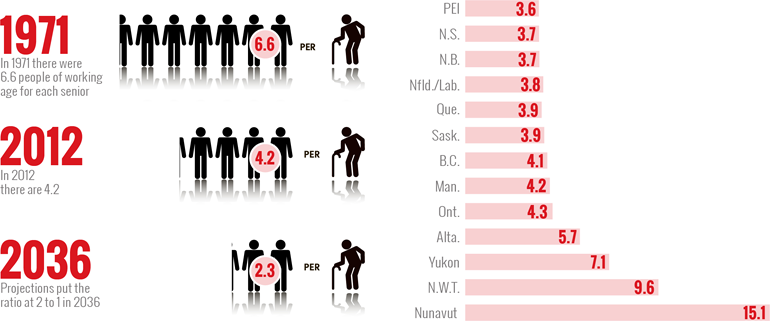 1971
In 1971 there were
6.6 people of working
age for each senior
6.6 PER
2012
In 2012
there are 4.2
4.2 PER
2036
Projections put the
ratio at 2 to 1 in 2036
2.3 PER
PEI 3.6
N.S. 3.7
N.B. 3.7
Nfld./Lab. 3.8
Que. 3.9
Sask. 3.9
B.C. 4.1
Man. 4.2
Ont. 4.3
Alta. 5.7
Yukon 7.1
N.W.T. 9.6
Nunavut 15.1